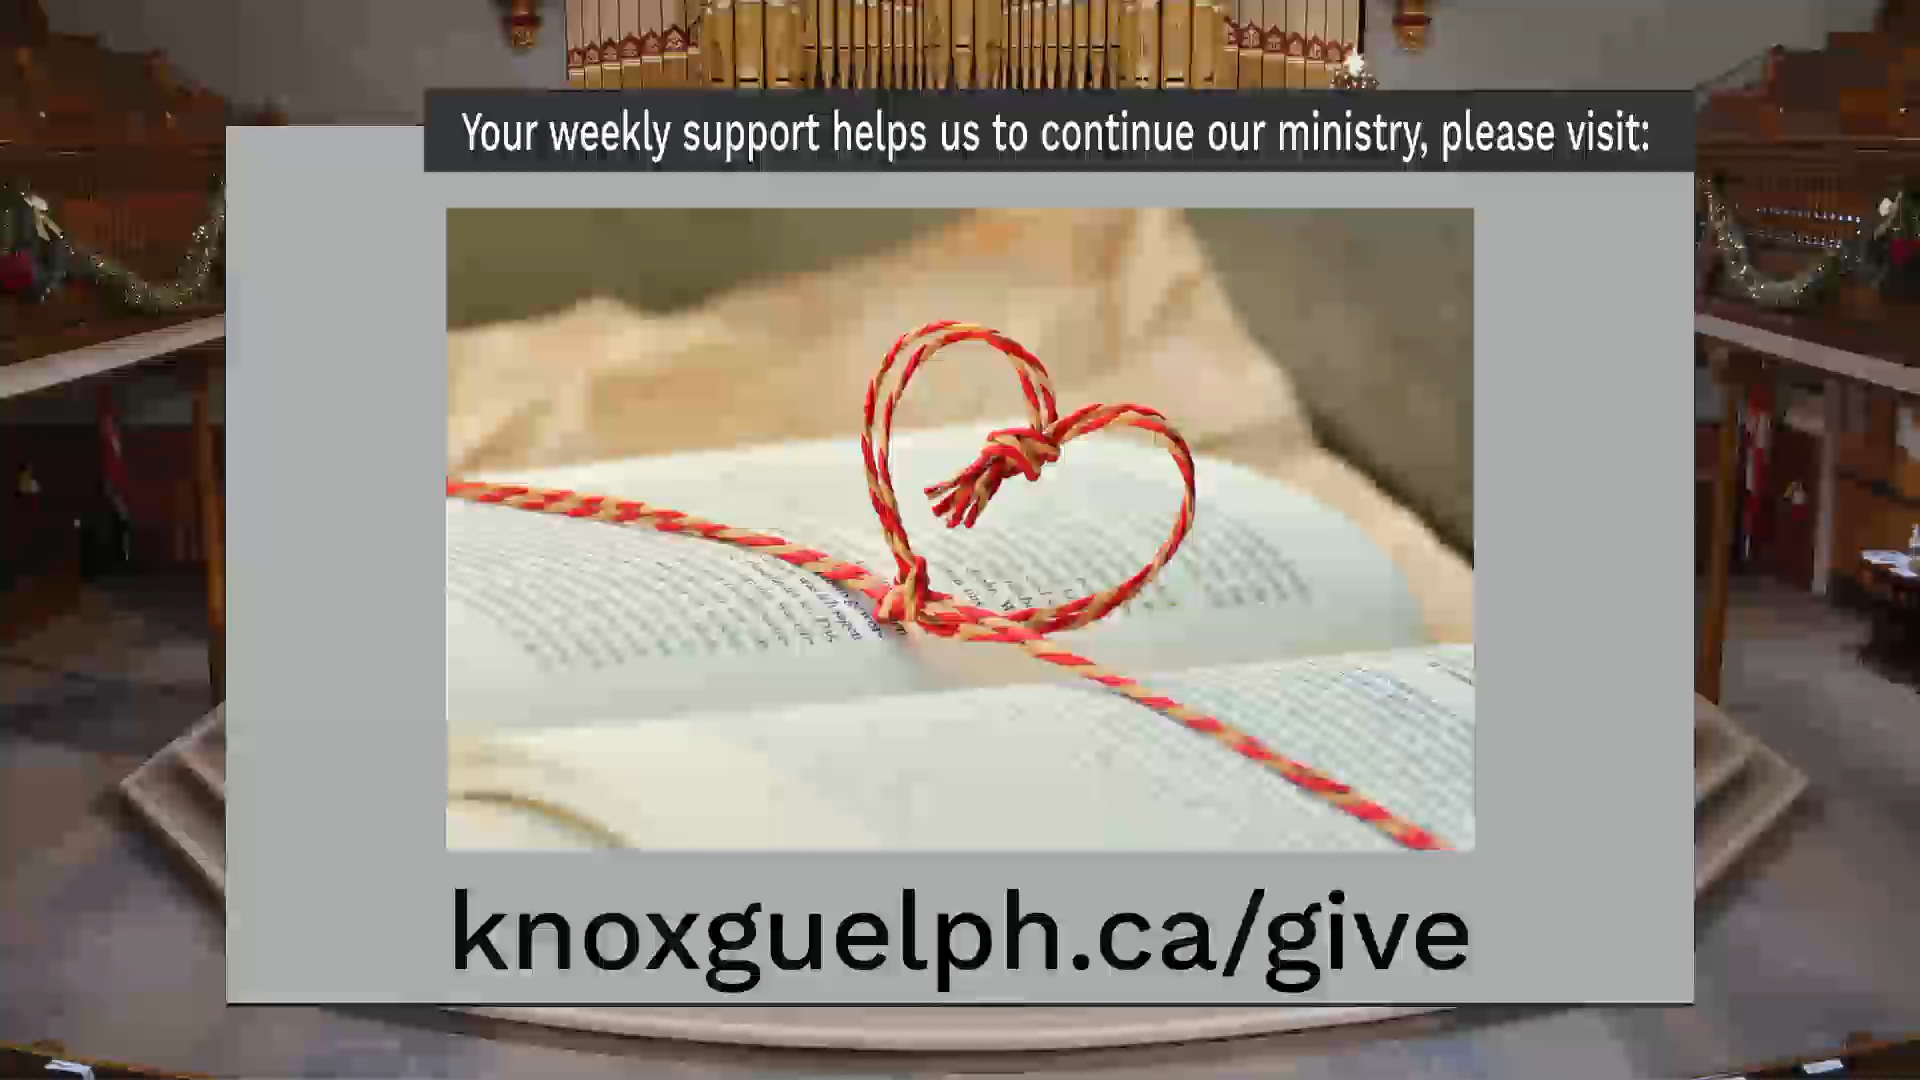 Your weekly support helps us to continue our ministry, please visit:
knoxguelph.ca/give